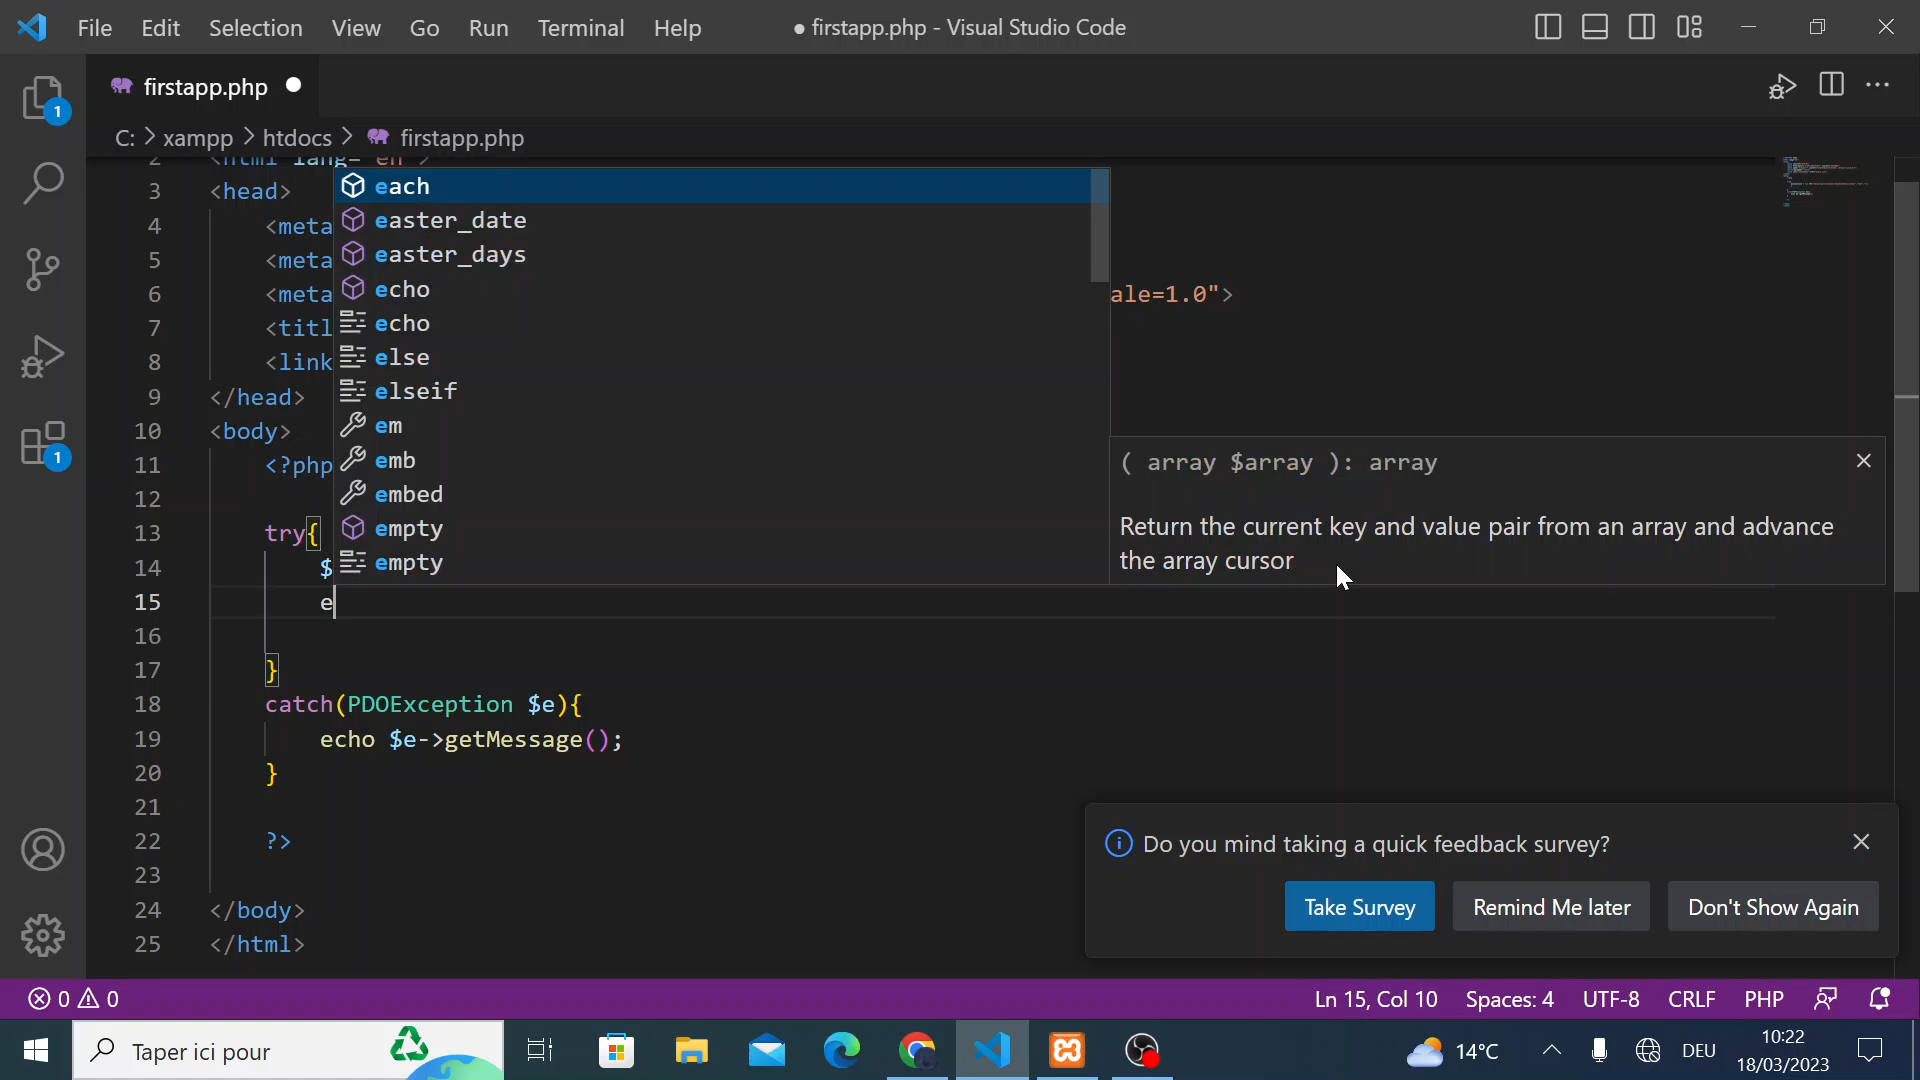 File Edit Selection View Go Run Terminal Help ● firstapp.php - Visual Studio Code
firstapp.php
C: > xampp > htdocs > firstapp.php
2 <html lang="en">
3 <head>
4 <meta
5 <meta
6 <meta ale=1.0">
7 <titl
8 <link
9 </head>
10 <body>
11 <?php
12
13 try{
14 $
15 e
16
17 }
18 catch(PDOException $e){
19 echo $e->getMessage();
20 }
21
22 ?>
23
24 </body>
25 </html>
each
easter_date
easter_days
echo
echo
else
elseif
em
emb
embed
empty
empty
( array $array ): array
Return the current key and value pair from an array and advance
the array cursor
1
1
Do you mind taking a quick feedback survey?
Take Survey Remind Me later Don't Show Again
0 0 Ln 15, Col 10 Spaces: 4 UTF-8 CRLF PHP
Taper ici pour 14°C DEU 10:22
18/03/2023